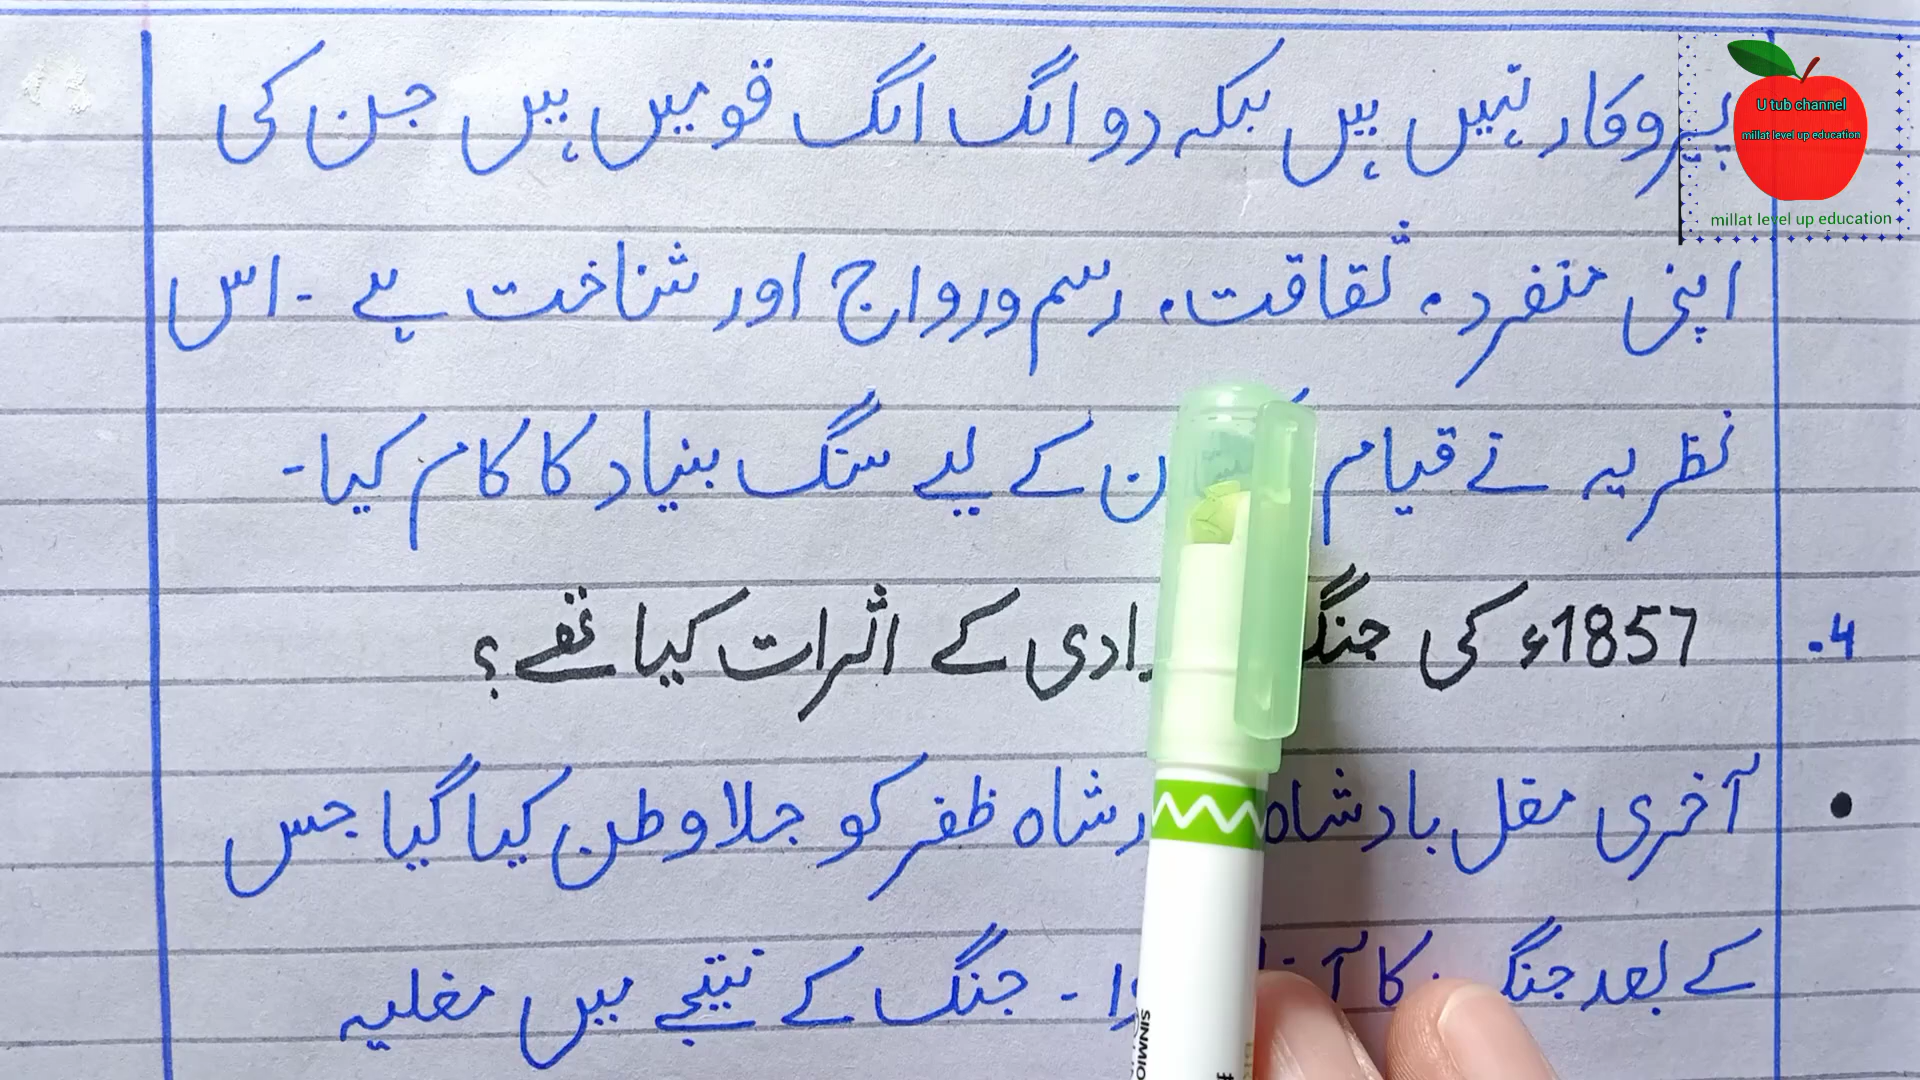 پیروکار نہیں ہیں بلکہ دو الگ الگ قومیں ہیں جن کی
اپنی منفرد، ثقافت، رسم و رواج اور شناخت ہے ۔ اس
نظریہ نے قیام ن کے لیے سنگ بنیاد کا کام کیا ۔
4. 1857ء کی جنگ ادی کے اثرات کیا تھے؟
• آخری مغل بادشاہ شاہ ظفر کو جلاوطن کیا گیا جس
کے بعد جنگ کا وا ۔ جنگ کے نتیجے میں مغلیہ
U tub channel
millat level up education
millat level up education
SINMIO